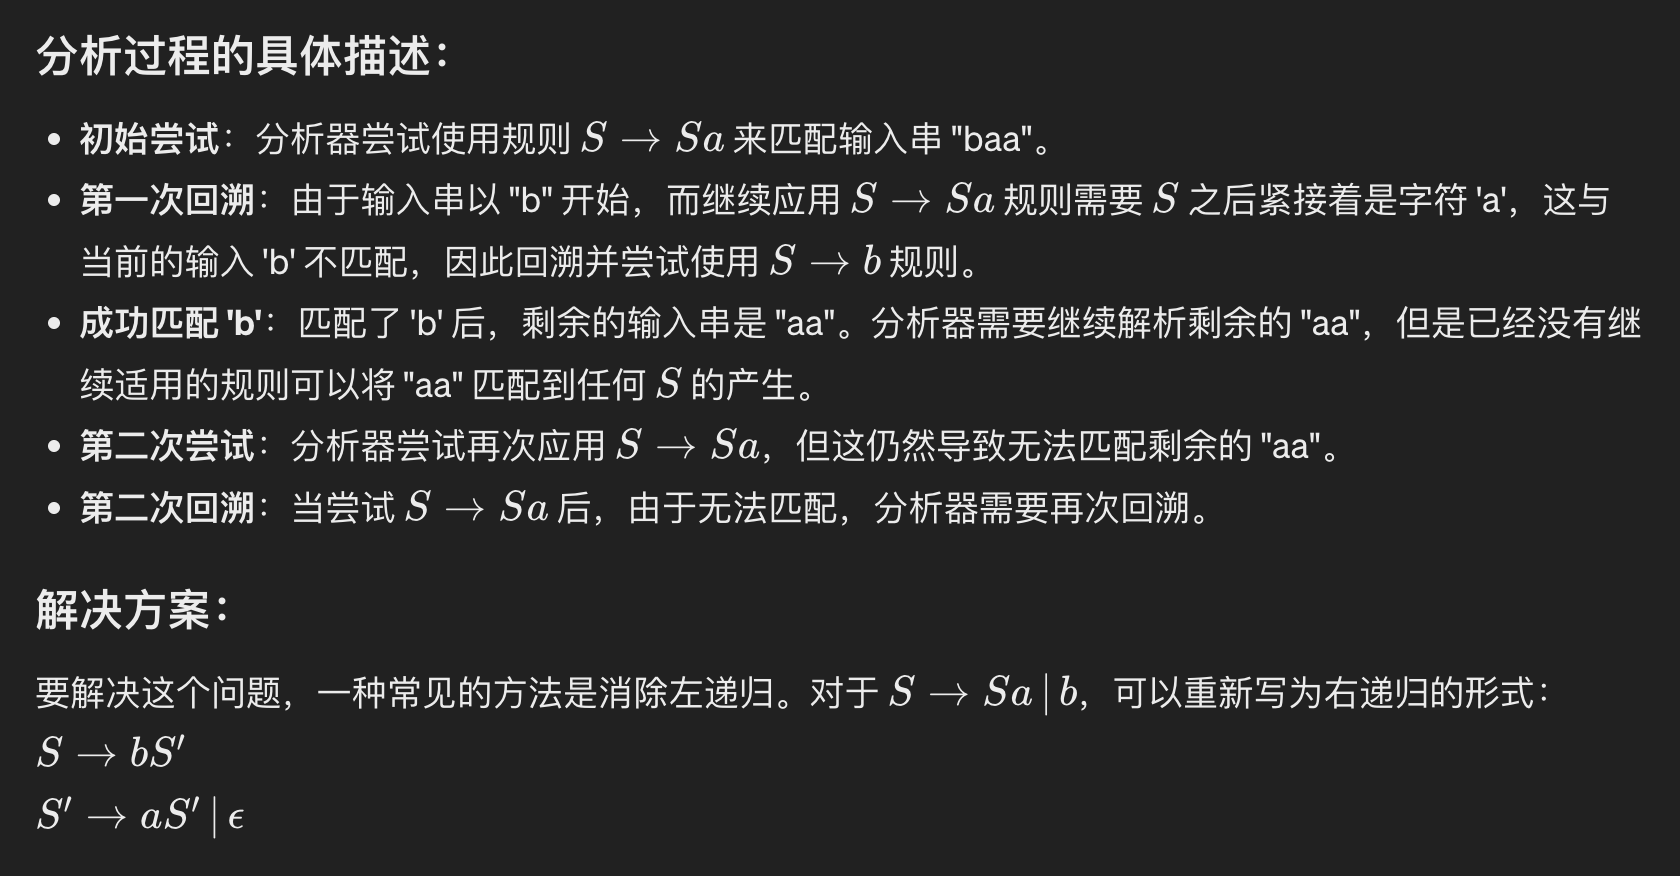 分析过程的具体描述：
• 初始尝试：分析器尝试使用规则 S → Sa 来匹配输入串 "baa"。
• 第一次回溯：由于输入串以 "b" 开始，而继续应用 S → Sa 规则需要 S 之后紧接着是字符 'a'，这与
当前的输入 'b' 不匹配，因此回溯并尝试使用 S → b 规则。
• 成功匹配 'b'：匹配了 'b' 后，剩余的输入串是 "aa"。分析器需要继续解析剩余的 "aa"，但是已经没有继
续适用的规则可以将 "aa" 匹配到任何 S 的产生。
• 第二次尝试：分析器尝试再次应用 S → Sa，但这仍然导致无法匹配剩余的 "aa"。
• 第二次回溯：当尝试 S → Sa 后，由于无法匹配，分析器需要再次回溯。
解决方案：
要解决这个问题，一种常见的方法是消除左递归。对于 S → Sa | b，可以重新写为右递归的形式：
S → bS′
S′ → aS′ | ϵ